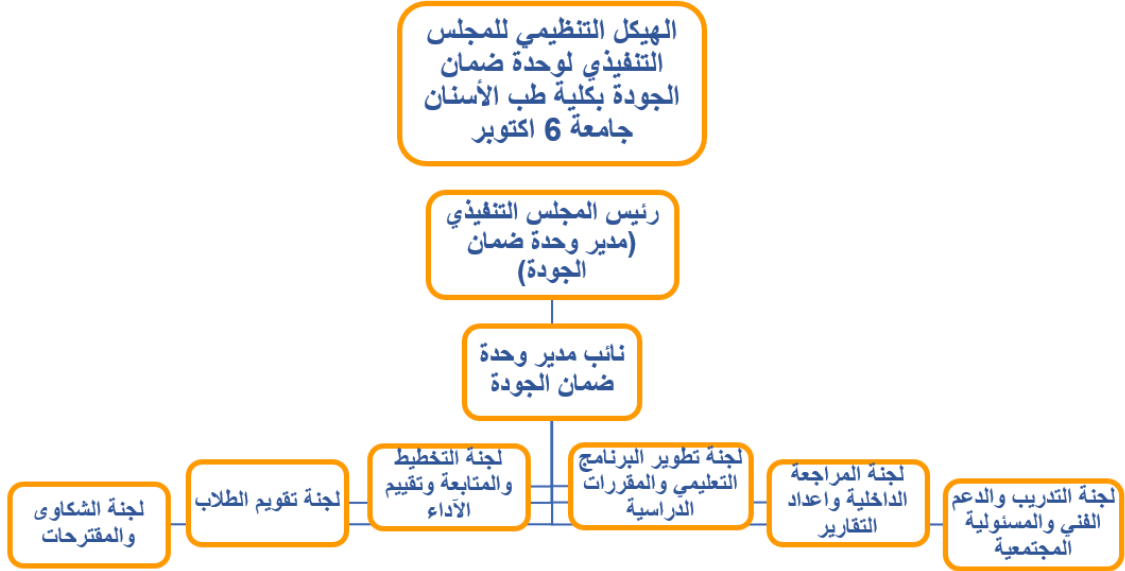 الهيكل التنظيمي للمجلس
التنفيذي لوحدة ضمان
الجودة بكلية طب الأسنان
جامعة 6 اكتوبر
رئيس المجلس التنفيذي
(مدير وحدة ضمان
الجودة)
نائب مدير وحدة
ضمان الجودة
لجنة التدريب والدعم
الفني والمسئولية
المجتمعية
لجنة المراجعة
الداخلية واعداد
التقارير
لجنة تطوير البرنامج
التعليمي والمقررات
الدراسية
لجنة التخطيط
والمتابعة وتقييم
الآداء
لجنة تقويم الطلاب
لجنة الشكاوى
والمقترحات